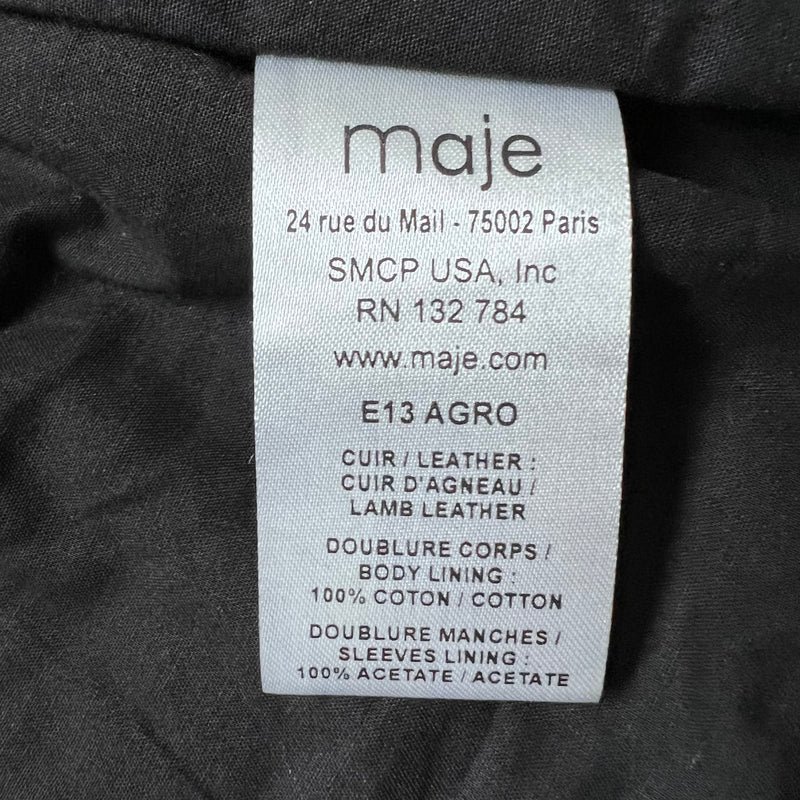 maje
24 rue du Mail - 75002 Paris
SMCP USA, Inc
RN 132 784
www.maje.com
E13 AGRO
CUIR / LEATHER :
CUIR D'AGNEAU /
LAMB LEATHER
DOUBLURE CORPS /
BODY LINING :
100% COTON / COTTON
DOUBLURE MANCHES /
SLEEVES LINING :
100% ACETATE / ACETATE